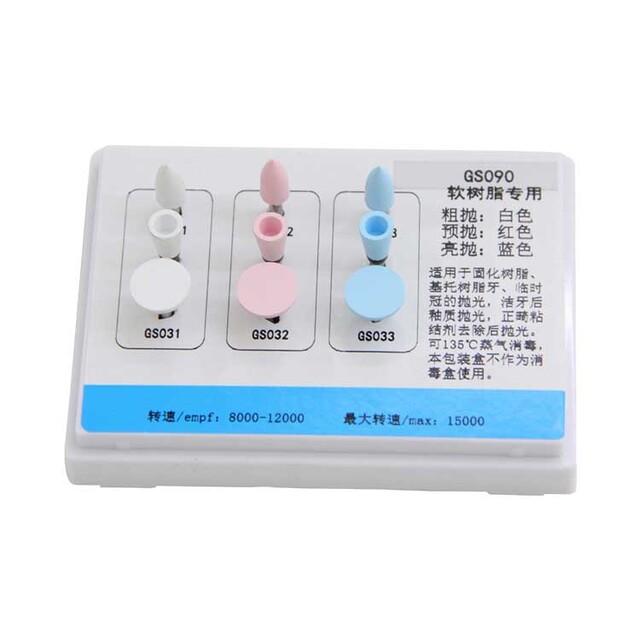 GS090
软树脂专用
粗抛：白色
预抛：红色
亮抛：蓝色
适用于固化树脂、
基托树脂牙、临时
冠的抛光，洁牙后
釉质抛光，正畸粘
结剂去除后抛光。
可135℃蒸气消毒，
本包装盒不作为消
毒盒使用。
1
2
3
GS031
GS032
GS033
转速/empf: 8000-12000
最大转速/max: 15000